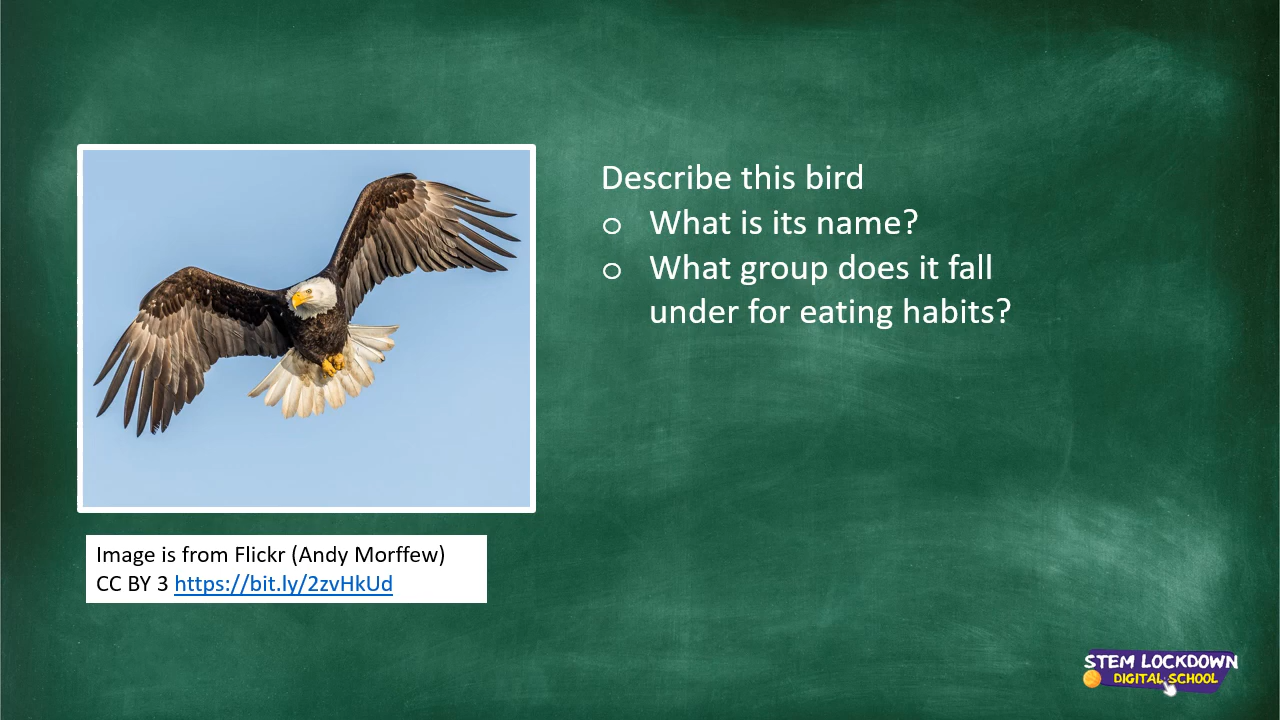 Describe this bird
o What is its name?
o What group does it fall
under for eating habits?
Image is from Flickr (Andy Morffew)
CC BY 3 https://bit.ly/2zvHkUd
STEM LOCKDOWN
DIGITAL SCHOOL